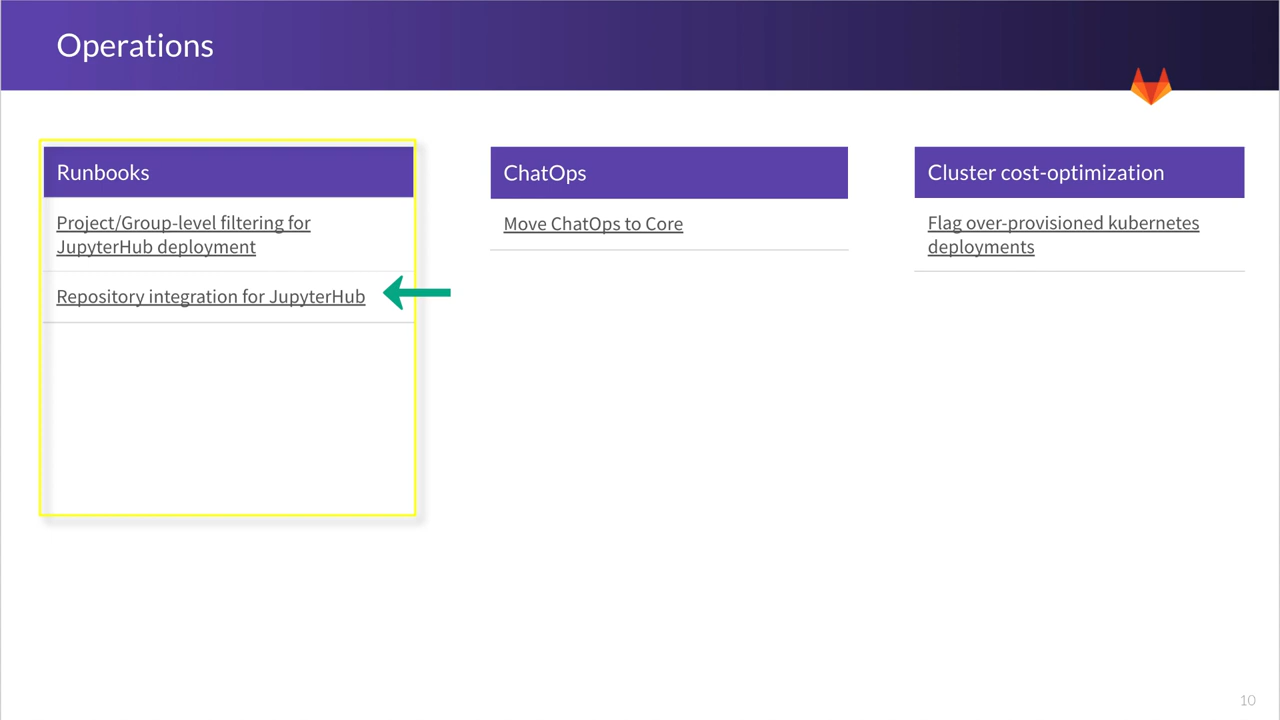 Operations
Runbooks
Project/Group-level filtering for
JupyterHub deployment
Repository integration for JupyterHub
ChatOps
Move ChatOps to Core
Cluster cost-optimization
Flag over-provisioned kubernetes
deployments
10